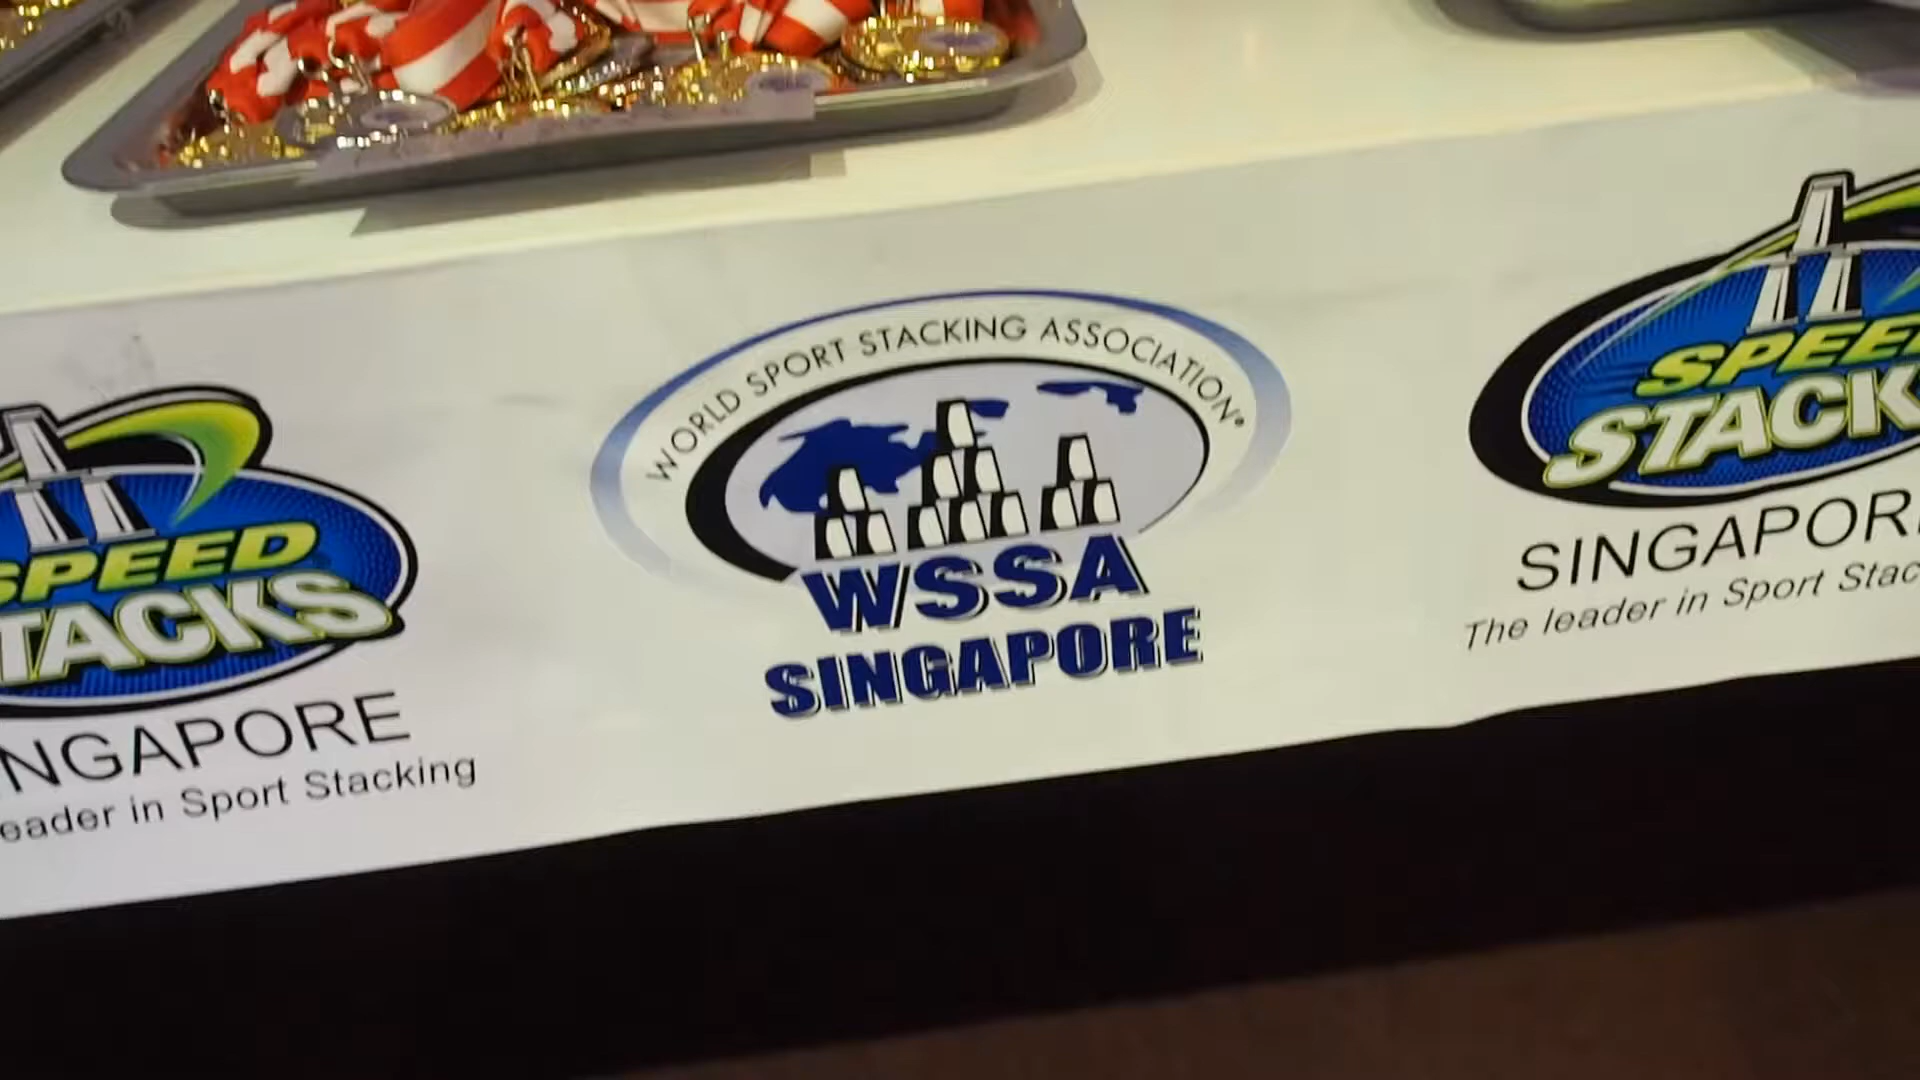 SPEED
TACKS
NGAPORE
eader in Sport Stacking
WORLD SPORT STACKING ASSOCIATION®
WSSA
SINGAPORE
SPEE
STACK
SINGAPOR
The leader in Sport Stac